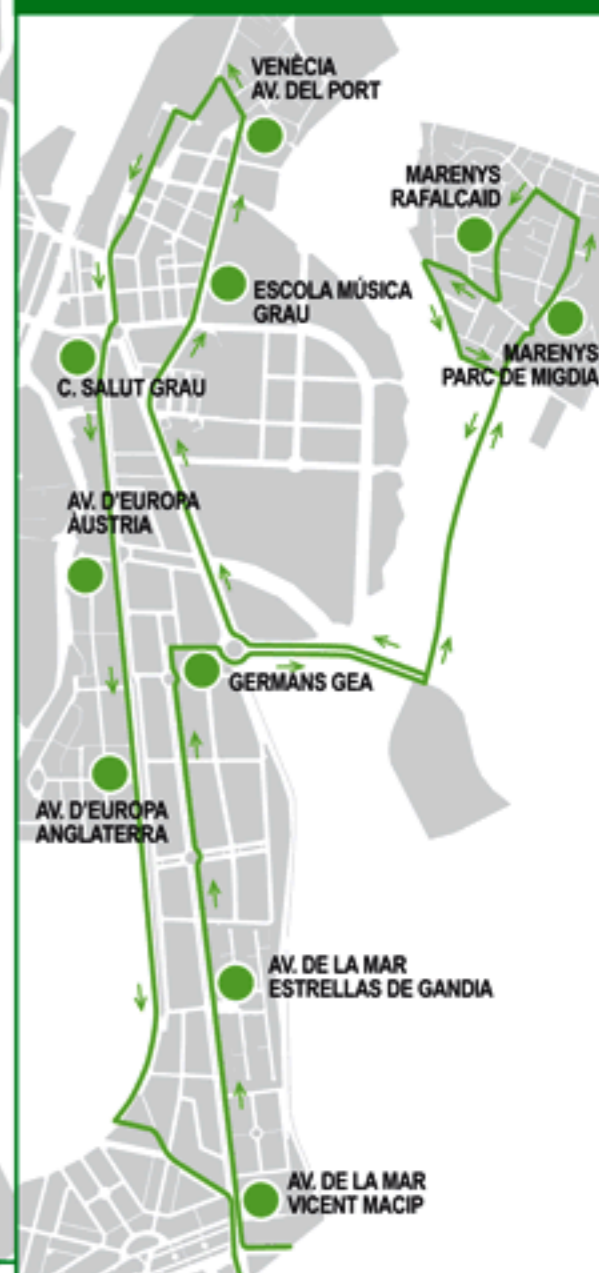 VENÈCIA
AV. DEL PORT
MARENYS
RAFALCAID
ESCOLA MÚSICA
GRAU
MARENYS
PARC DE MIGDIA
C. SALUT GRAU
AV. D'EUROPA
ÀUSTRIA
GERMANS GEA
AV. D'EUROPA
ANGLATERRA
AV. DE LA MAR
ESTRELLAS DE GANDIA
AV. DE LA MAR
VICENT MACIP